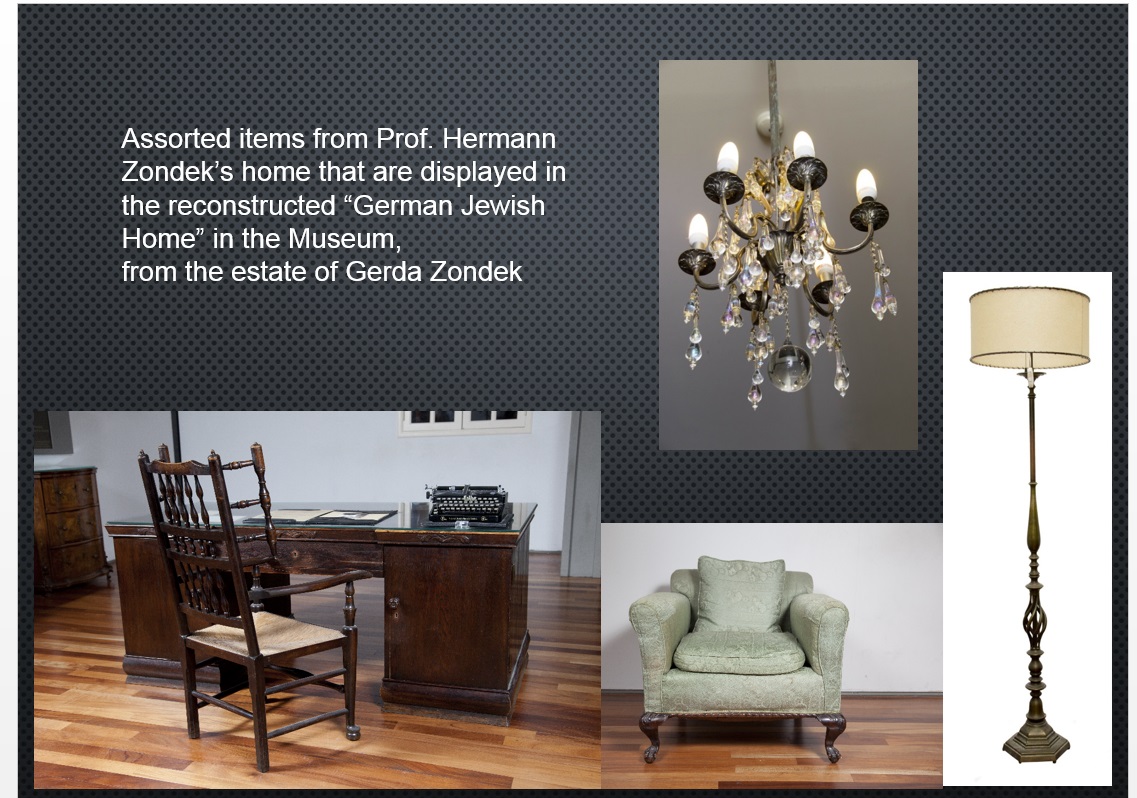 Assorted items from Prof. Hermann
Zondek’s home that are displayed in
the reconstructed “German Jewish
Home” in the Museum,
from the estate of Gerda Zondek